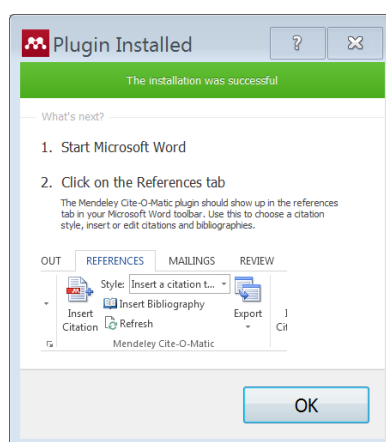 Plugin Installed
The installation was successful
What's next?
1. Start Microsoft Word
2. Click on the References tab
The Mendeley Cite-O-Matic plugin should show up in the references
tab in your Microsoft Word toolbar. Use this to choose a citation
style, insert or edit citations and bibliographies.
OUT REFERENCES MAILINGS REVIEW
Style: Insert a citation t...
Insert Bibliography
Insert
Citation
Refresh
Export
Mendeley Cite-O-Matic
OK